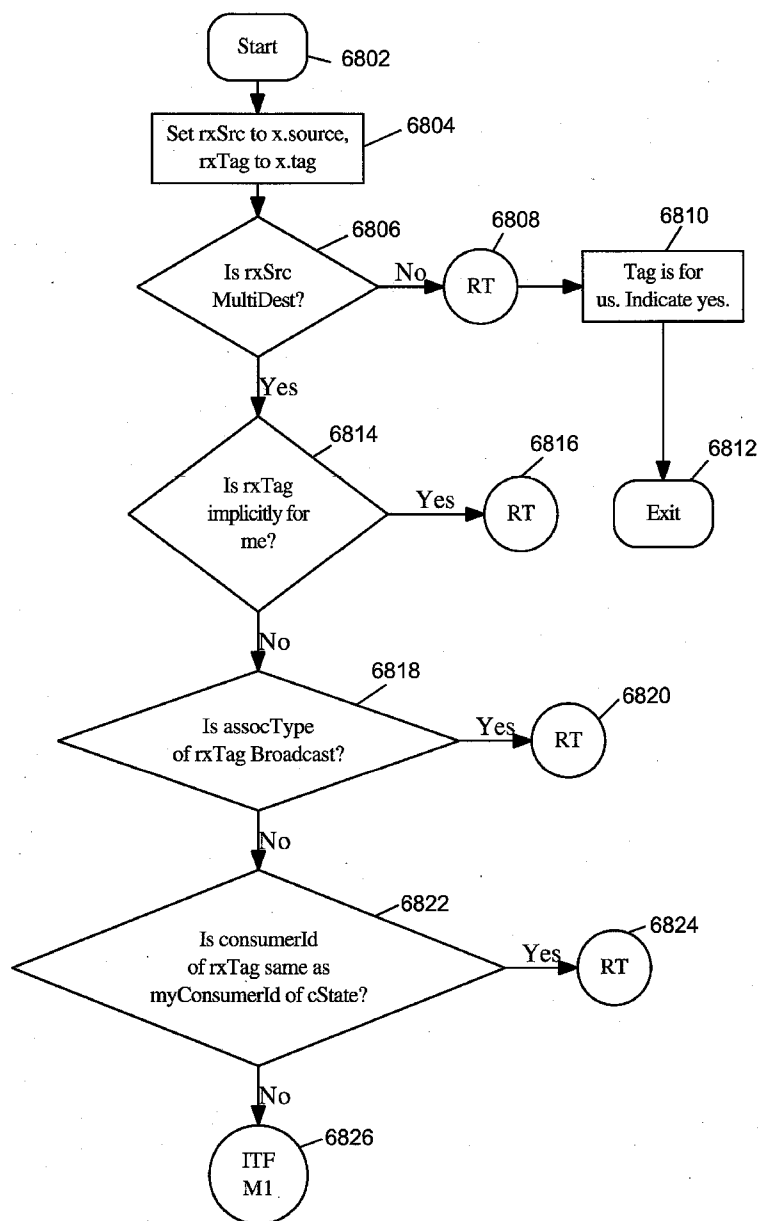 Start
6802
Set rxSrc to x.source,
rxTag to x.tag
6804
6806
Is rxSrc
MultiDest?
No
6808
RT
6810
Tag is for
us. Indicate yes.
Yes
6814
Is rxTag
implicitly for
me?
Yes
6816
RT
6812
Exit
No
6818
Is assocType
of rxTag Broadcast?
Yes
6820
RT
No
6822
Is consumerId
of rxTag same as
myConsumerId of cState?
Yes
6824
RT
No
6826
ITF
M1